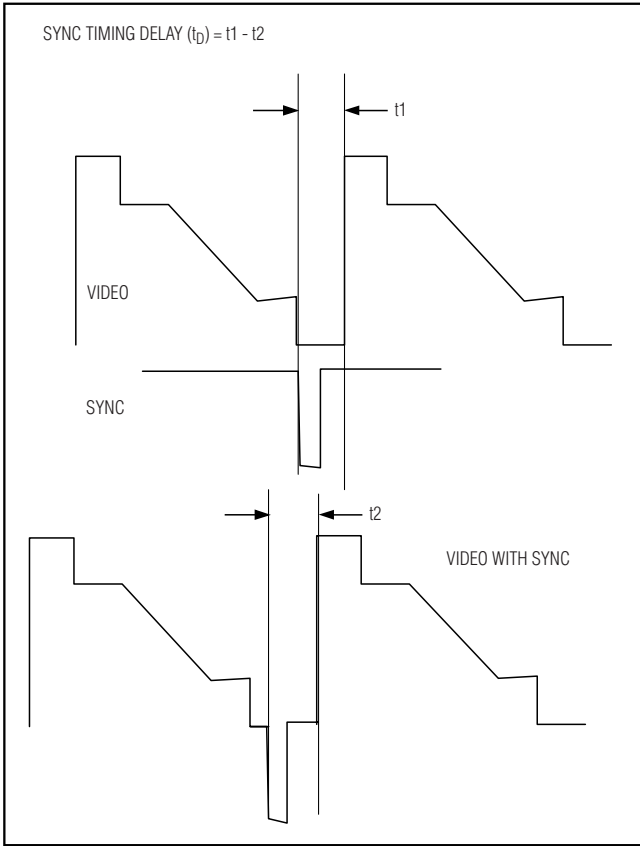 SYNC TIMING DELAY (tD) = t1 - t2
t1
VIDEO
SYNC
t2
VIDEO WITH SYNC